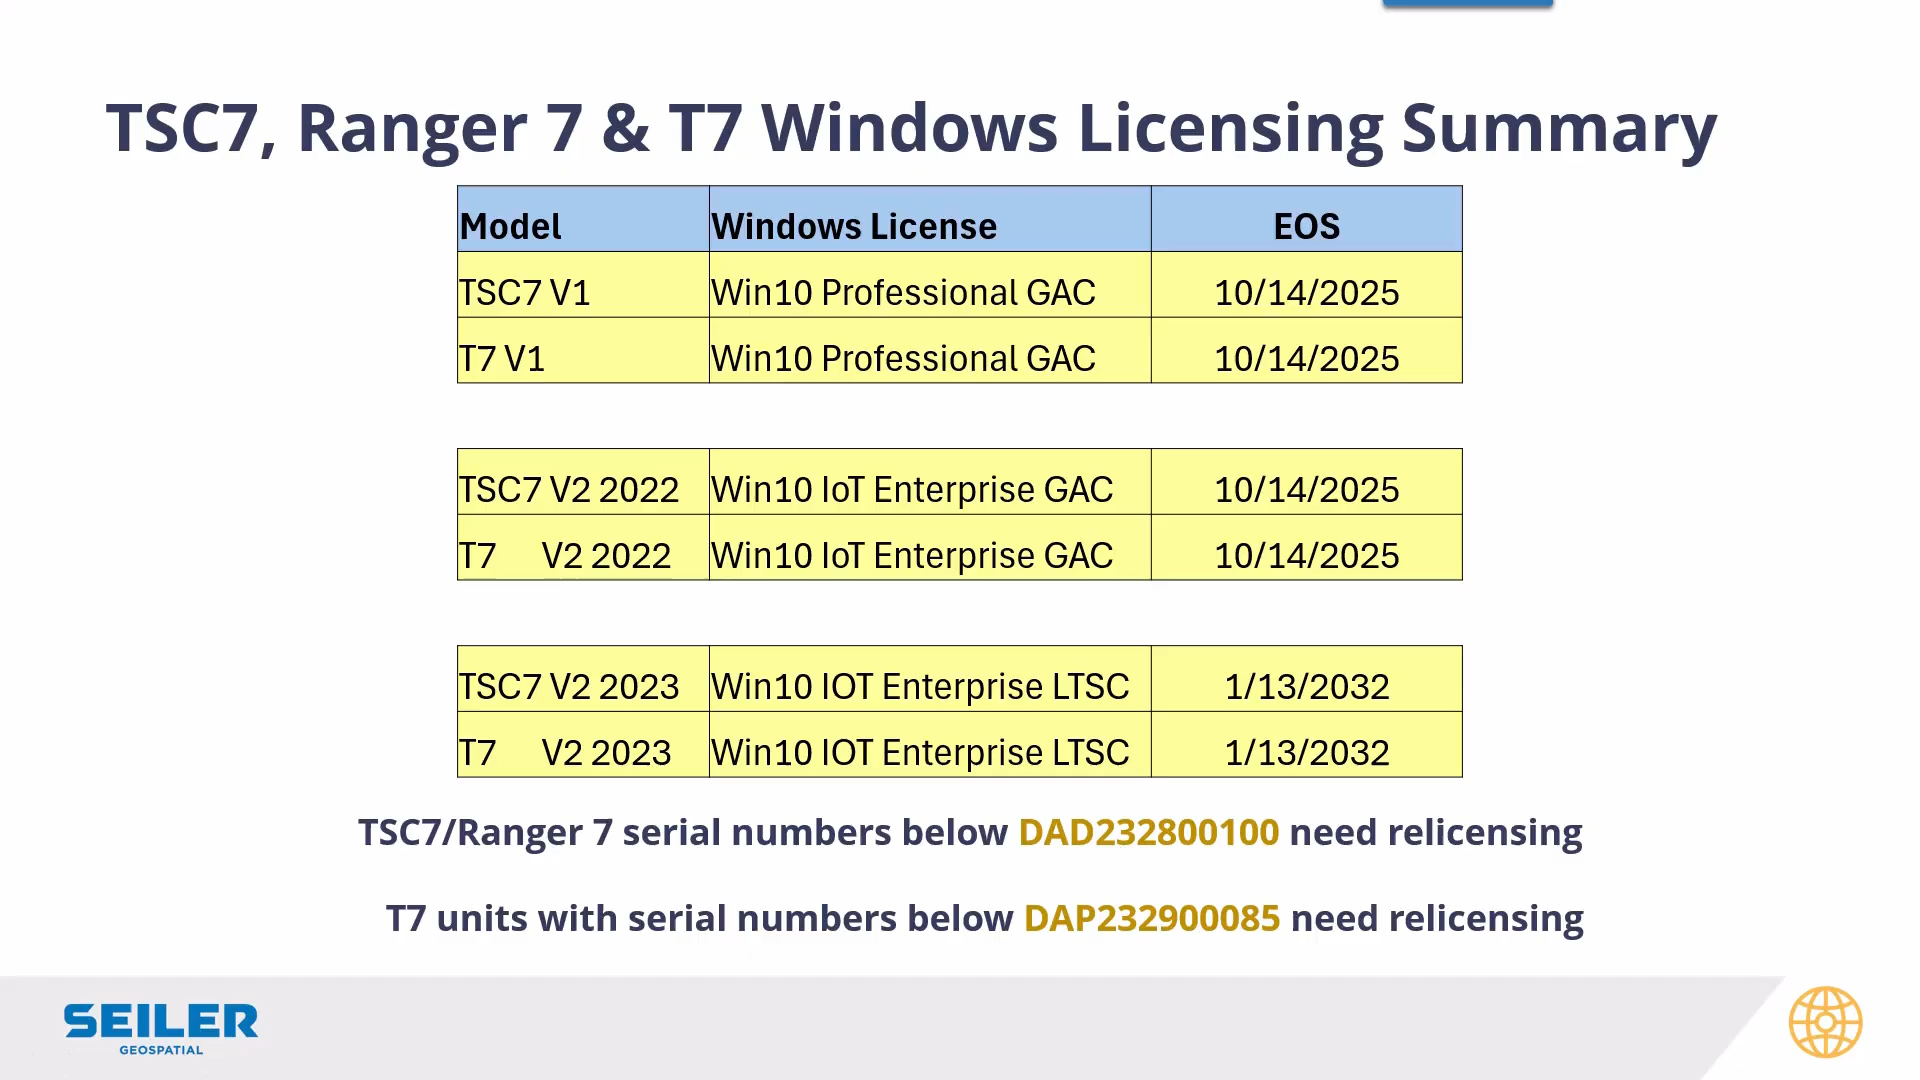 TSC7, Ranger 7 & T7 Windows Licensing Summary
Model Windows License EOS
TSC7 V1 Win10 Professional GAC 10/14/2025
T7 V1 Win10 Professional GAC 10/14/2025
TSC7 V2 2022 Win10 IoT Enterprise GAC 10/14/2025
T7 V2 2022 Win10 IoT Enterprise GAC 10/14/2025
TSC7 V2 2023 Win10 IOT Enterprise LTSC 1/13/2032
T7 V2 2023 Win10 IOT Enterprise LTSC 1/13/2032
TSC7/Ranger 7 serial numbers below DAD232800100 need relicensing
T7 units with serial numbers below DAP232900085 need relicensing
SEILER
GEOSPATIAL